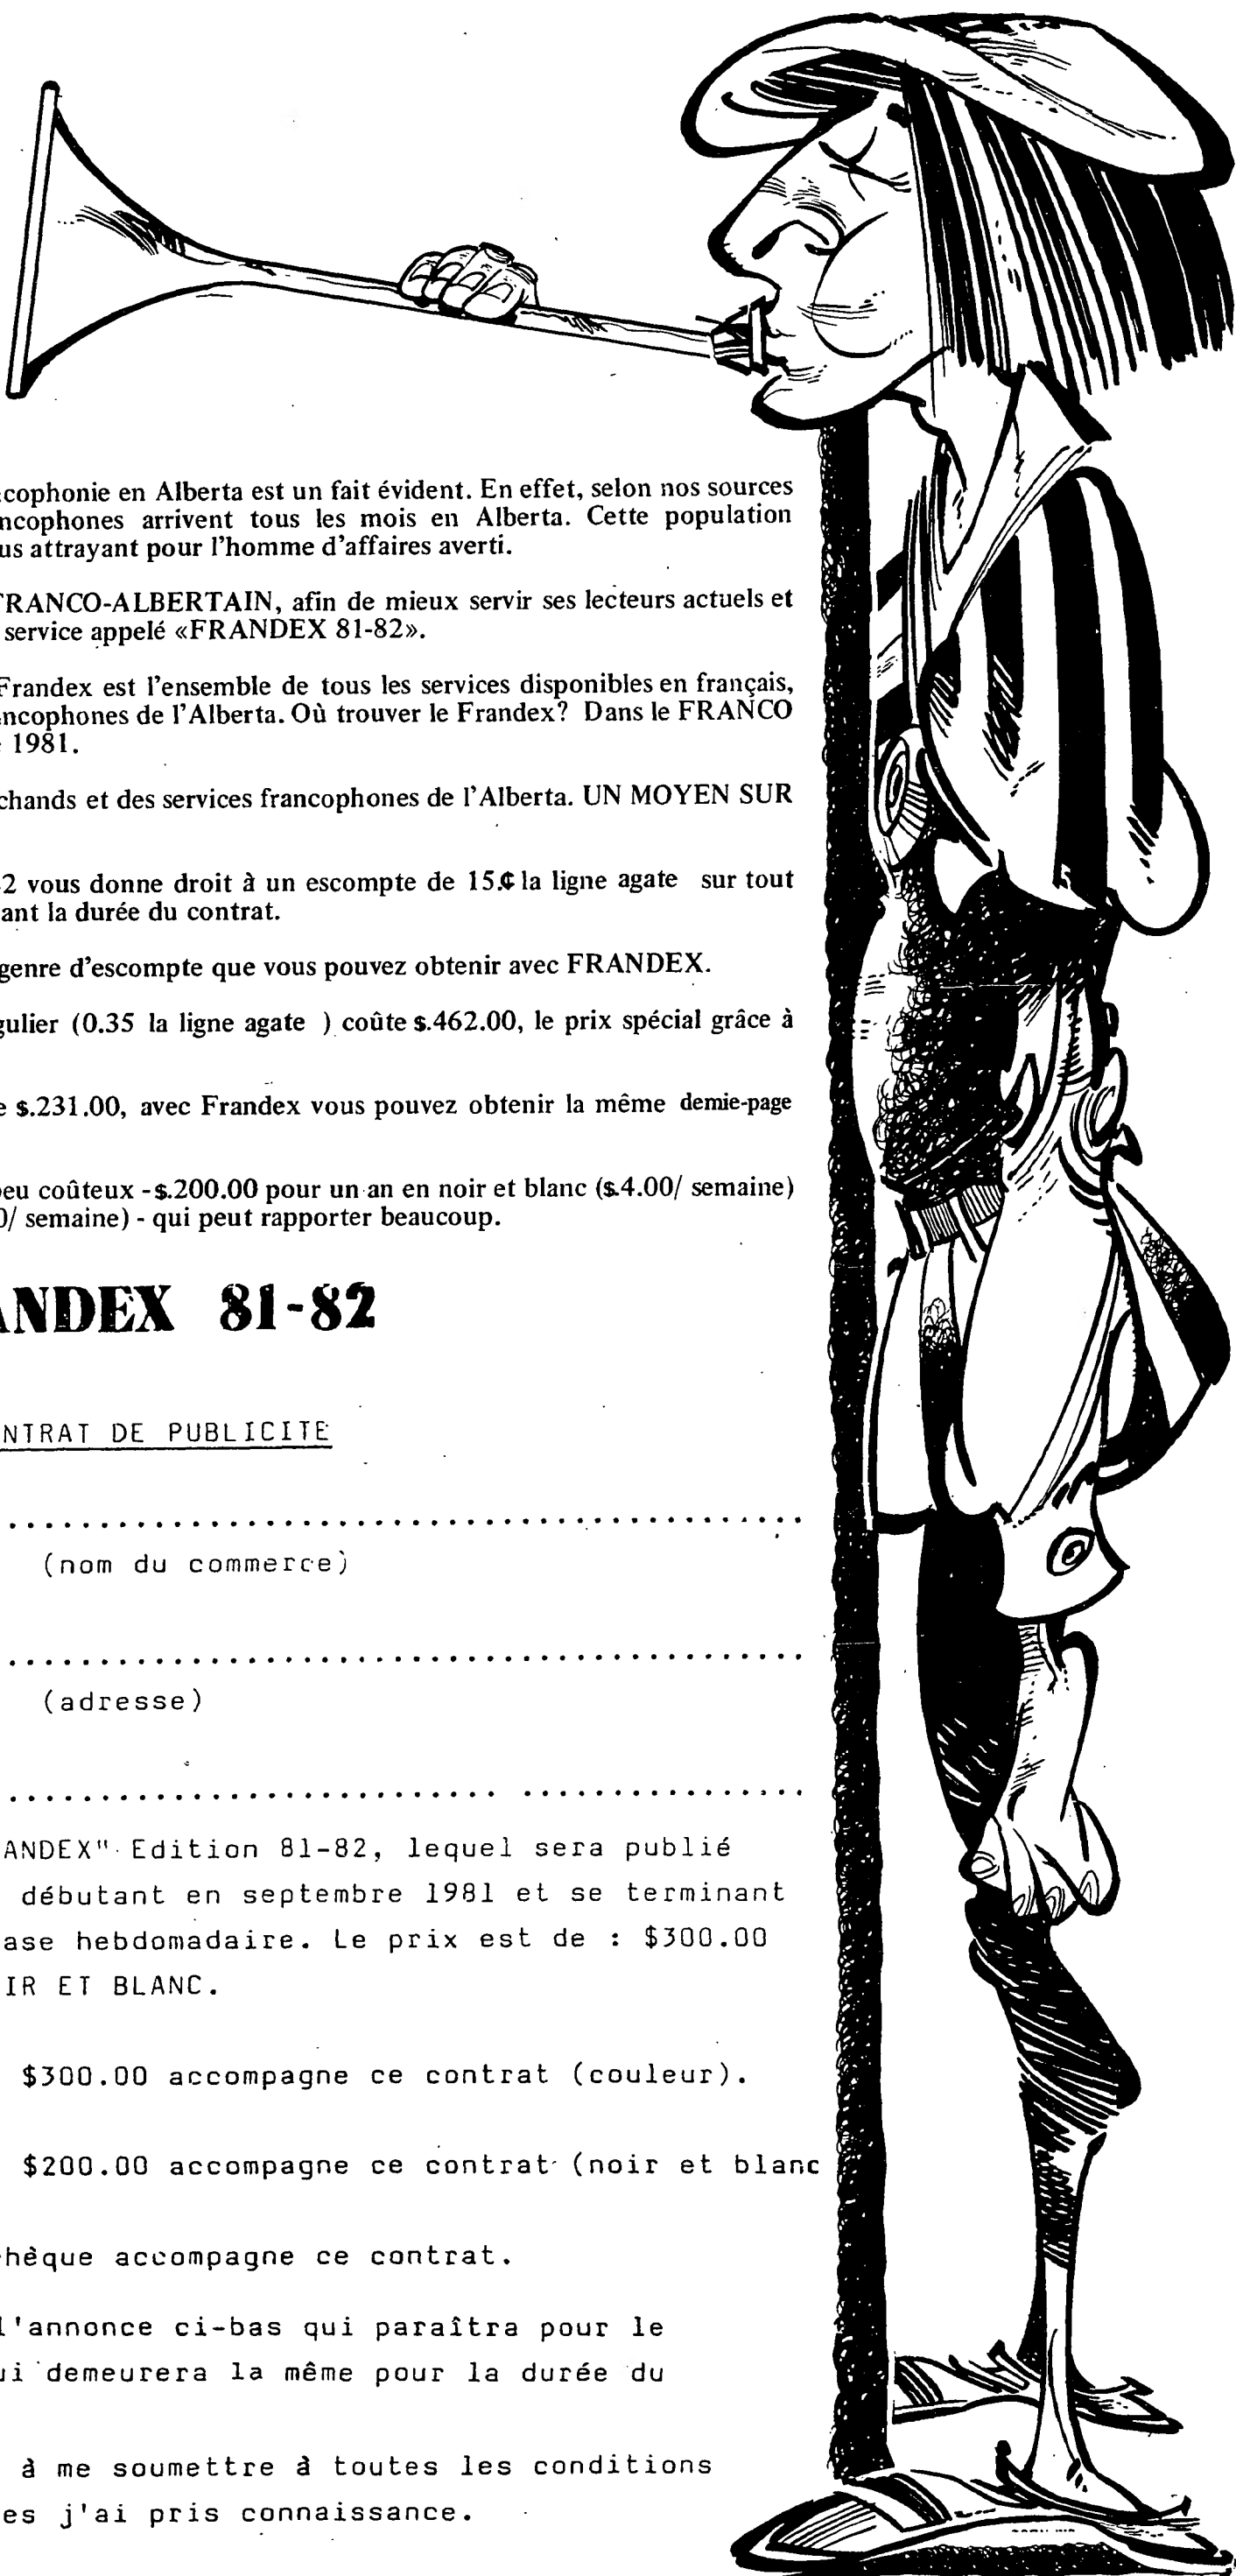 cophonie en Alberta est un fait évident. En effet, selon nos sources
ncophones arrivent tous les mois en Alberta. Cette population
us attrayant pour l'homme d'affaires averti.
FRANCO-ALBERTAIN, afin de mieux servir ses lecteurs actuels et
service appelé «FRANDEX 81-82».
Frandex est l'ensemble de tous les services disponibles en français,
ncophones de l'Alberta. Où trouver le Frandex? Dans le FRANCO
1981.
chands et des services francophones de l'Alberta. UN MOYEN SUR
2 vous donne droit à un escompte de 15.¢ la ligne agate sur tout
ant la durée du contrat.
genre d'escompte que vous pouvez obtenir avec FRANDEX.
gulier (0.35 la ligne agate ) coûte $.462.00, le prix spécial grâce à
e $.231.00, avec Frandex vous pouvez obtenir la même demie-page
peu coûteux -$.200.00 pour un an en noir et blanc ($.4.00/ semaine)
0/ semaine) - qui peut rapporter beaucoup.
ANDEX 81-82
NTRAT DE PUBLICITE
(nom du commerce)
(adresse)
ANDEX" Edition 81-82, lequel sera publié
débutant en septembre 1981 et se terminant
ase hebdomadaire. Le prix est de : $300.00
IR ET BLANC.
$300.00 accompagne ce contrat (couleur).
$200.00 accompagne ce contrat (noir et blanc
hèque accompagne ce contrat.
l'annonce ci-bas qui paraîtra pour le
ui demeurera la même pour la durée du
à me soumettre à toutes les conditions
es j'ai pris connaissance.